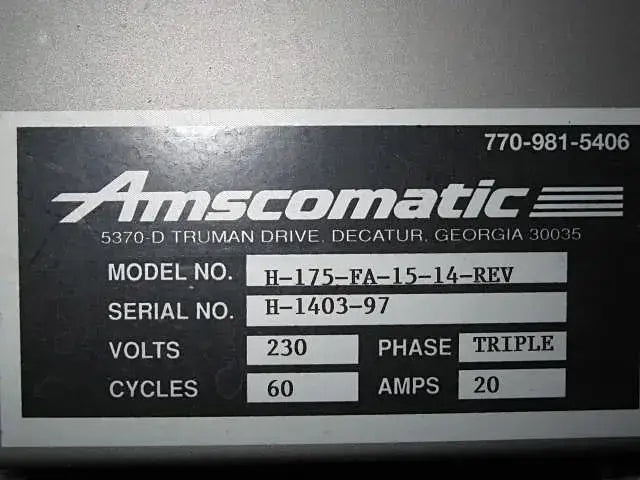 770-981-5406
Amscomatic
5370-D TRUMAN DRIVE, DECATUR, GEORGIA 30035
MODEL NO. H-175-FA-15-14-REV
SERIAL NO. H-1403-97
VOLTS 230 PHASE TRIPLE
CYCLES 60 AMPS 20